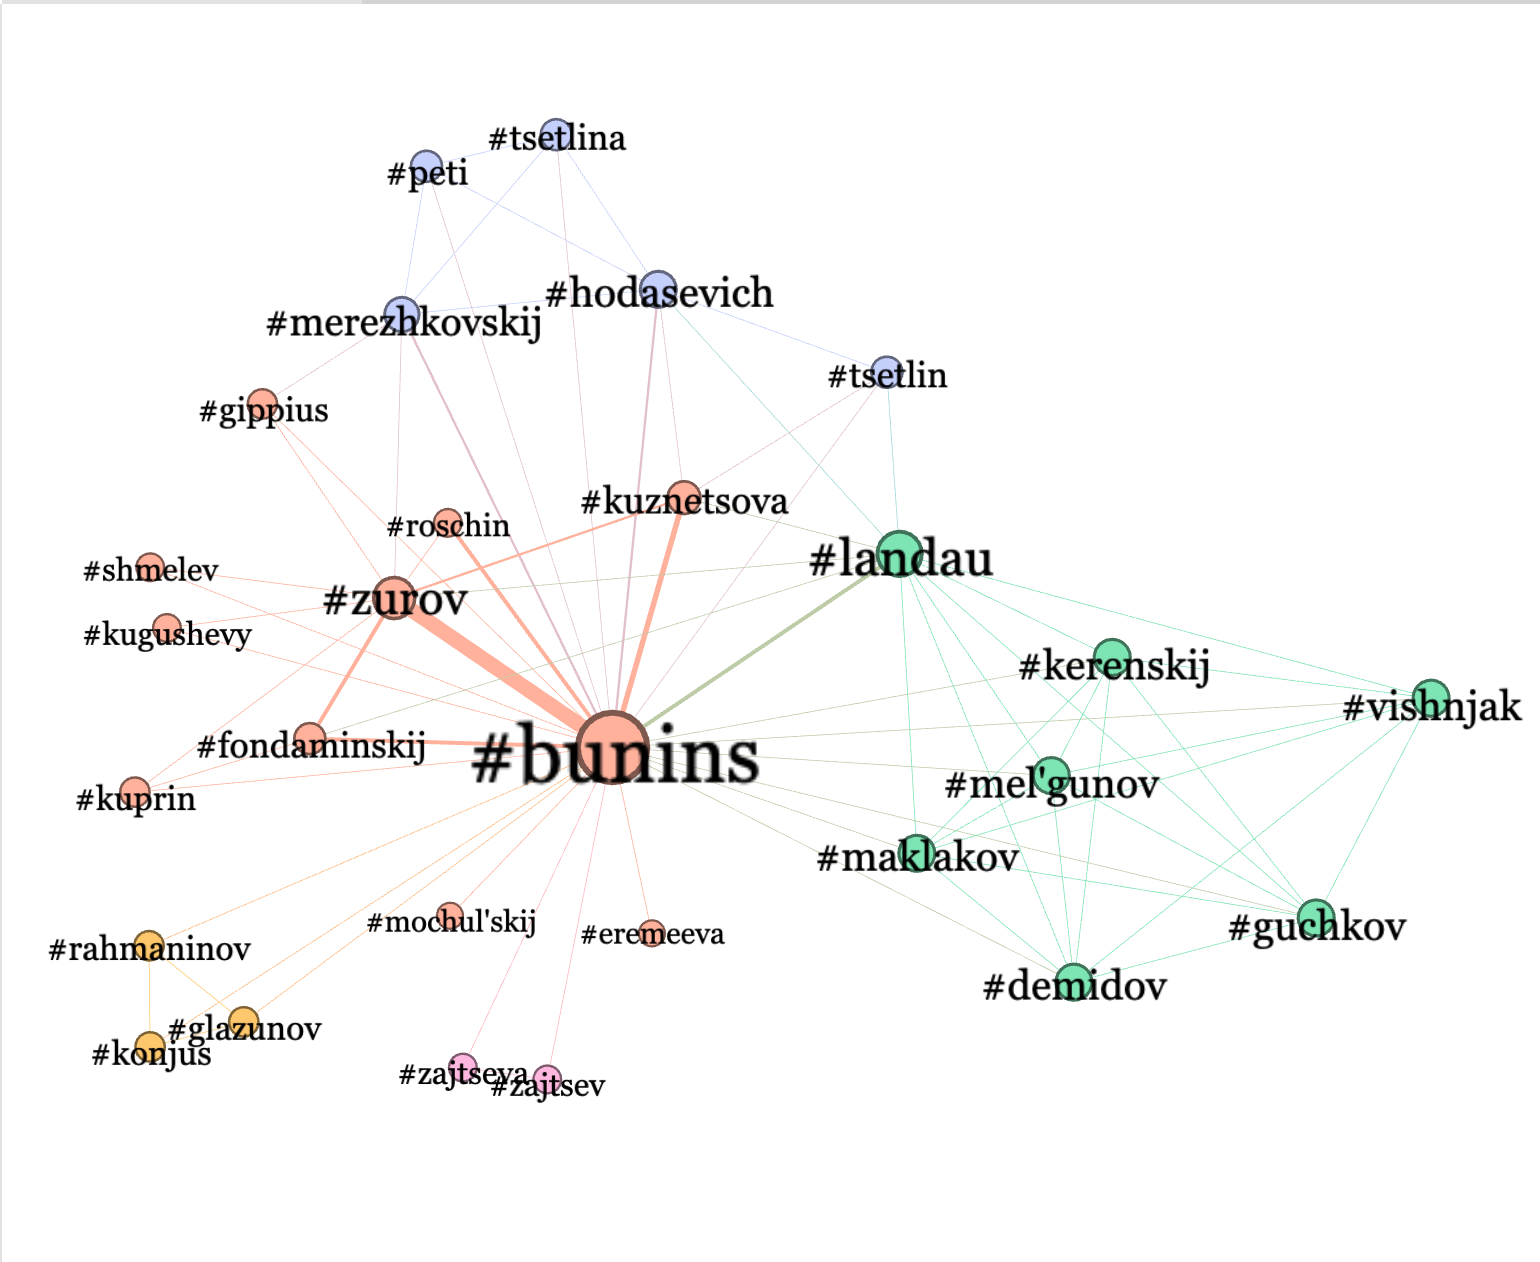 #tsetlina
#peti
#hodasevich
#merezhkovskij
#tsetlin
#gippius
#kuznetsova
#roschin
#landau
#shmelev
#zurov
#kugushevy
#kerenskij
#vishnjak
#fondaminskij
#bunins
#mel'gunov
#kuprin
#maklakov
#mochul'skij
#eremeeva
#guchkov
#rahmaninov
#demidov
#glazunov
#konjus
#zajtseva
#zajtsev